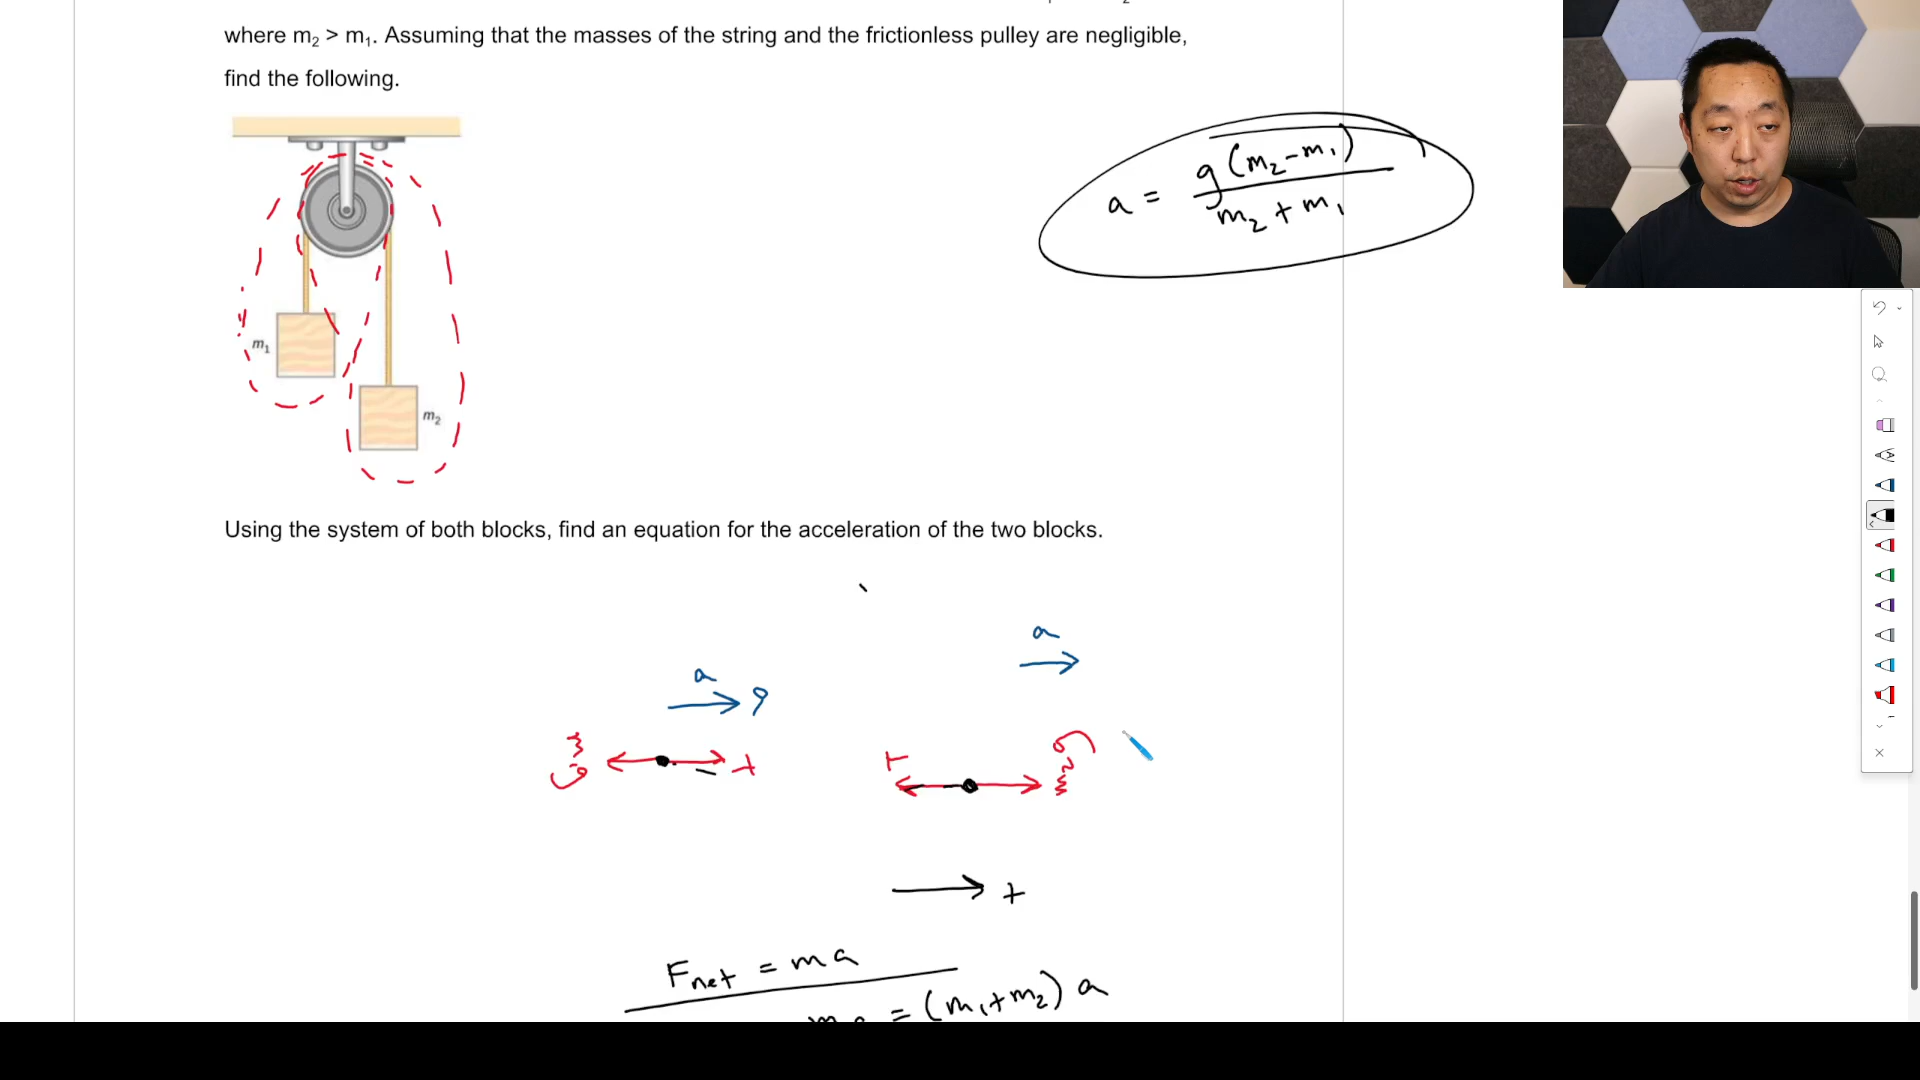 where m₂ > m₁. Assuming that the masses of the string and the frictionless pulley are negligible,
find the following.
a = g(m₂-m₁)
m₂+m₁
m₁
m₂
Using the system of both blocks, find an equation for the acceleration of the two blocks.
a
a
T
m₂g
+
Fnet = ma
= (m₁+m₂) a